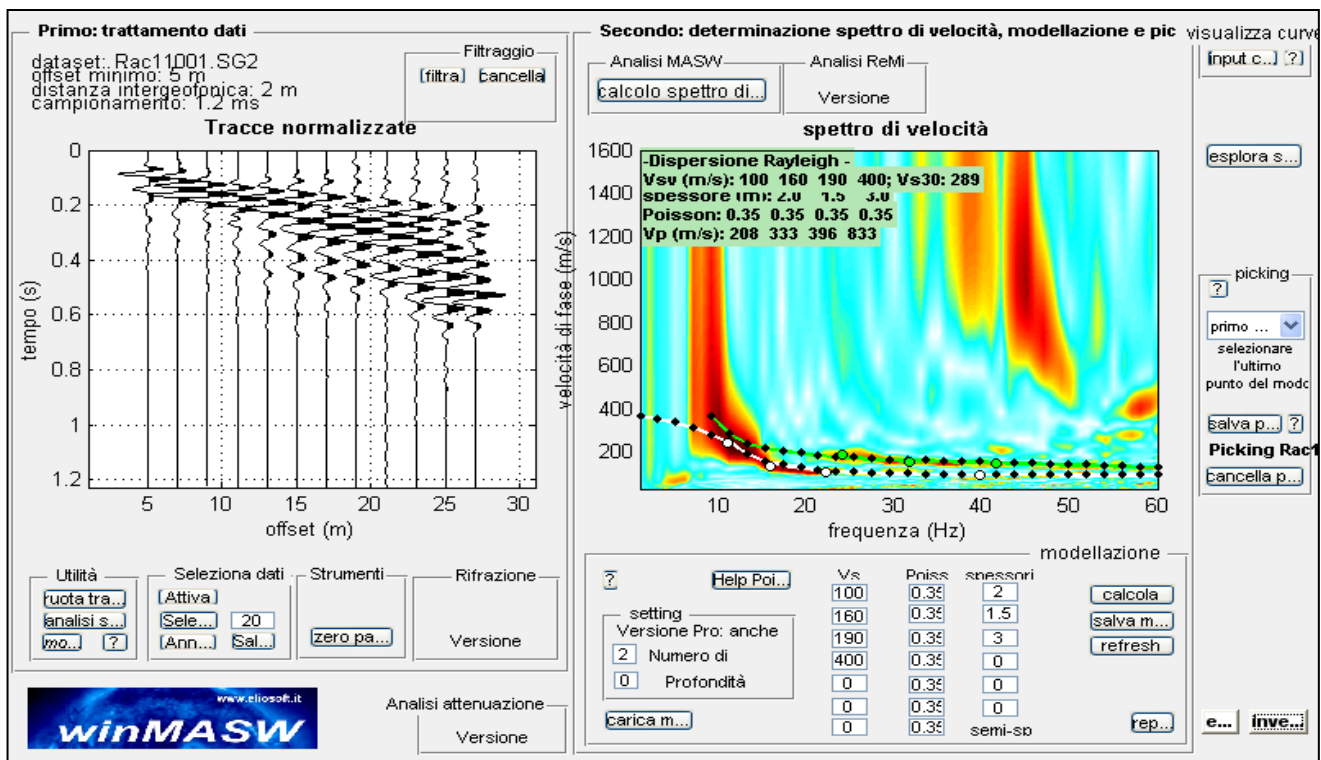 Primo: trattamento dati
dataset:. Rac11001.SG2
offset minimo: 5 m
distanza intergeofonica: 2 m
campionamento: 1.2 ms
Filtraggio
filtra
cancella
Tracce normalizzate
0
0.2
0.4
0.6
0.8
1
1.2
tempo (s)
5 10 15 20 25 30
offset (m)
Utilità
ruota tra...
analisi s...
mo...
?
Seleziona dati
Attiva
Sele...
20
Ann...
Sal...
Strumenti
zero pa...
Rifrazione
Versione
www.eliosoft.it
winMASW
Analisi attenuazione
Versione
Secondo: determinazione spettro di velocità, modellazione e pic
Analisi MASW
calcolo spettro di...
Analisi ReMi
Versione
spettro di velocità
-Dispersione Rayleigh -
Vsv (m/s): 100 160 190 400; Vs30: 289
spessore (m): 2.0 1.5 3.0
Poisson: 0.35 0.35 0.35 0.35
Vp (m/s): 208 333 396 833
1600
1400
1200
1000
800
600
400
200
velocità di fase (m/s)
10 20 30 40 50 60
frequenza (Hz)
modellazione
?
Help Poi...
setting
Versione Pro: anche
2 Numero di
0 Profondità
carica m...
Vs Poiss spessori
100 0.35 2
160 0.35 1.5
190 0.35 3
400 0.35 0
0 0.35 0
0 0.35 0
0 0.35 semi-sp
calcola
salva m...
refresh
rep...
visualizza curve
input c...
?
esplora s...
picking
?
primo ...
selezionare
l'ultimo
punto del modo
salva p...
?
Picking Rac1
cancella p...
e...
inve...